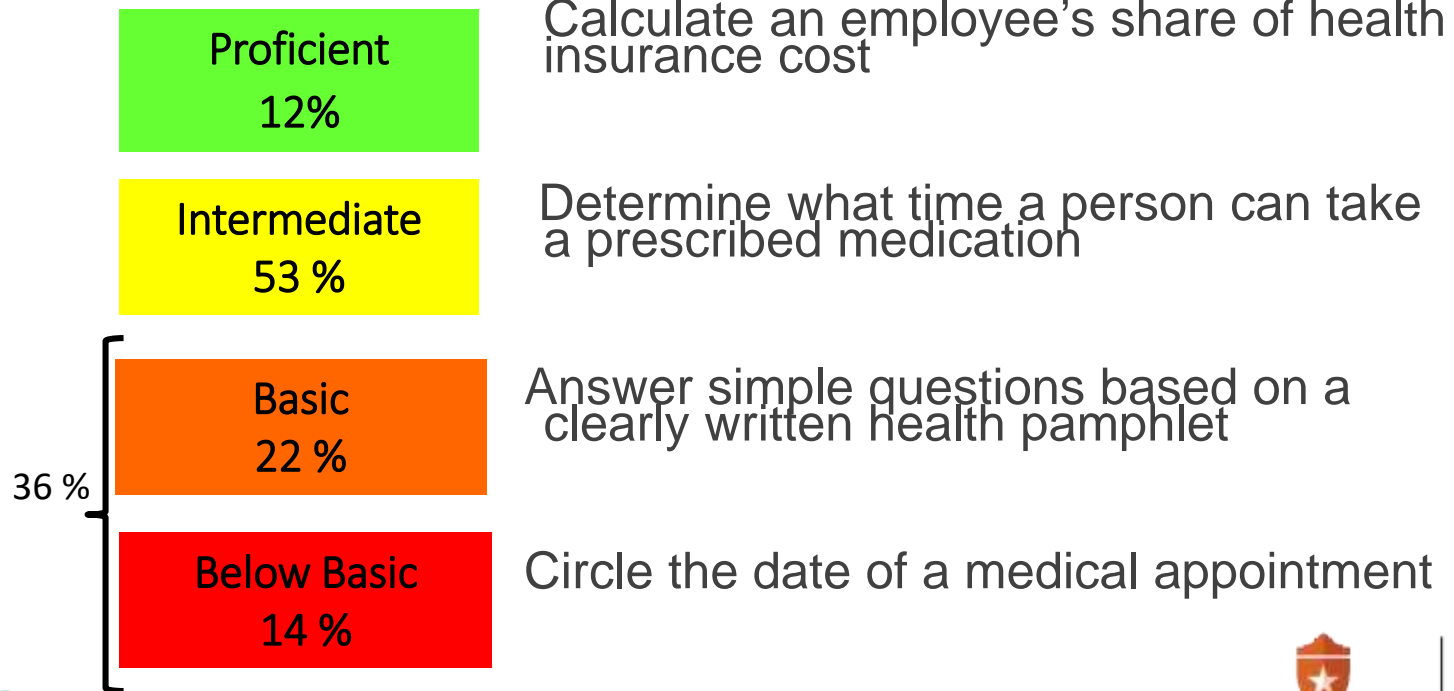 Proficient
12%
Calculate an employee’s share of health
insurance cost
Intermediate
53 %
Determine what time a person can take
a prescribed medication
Basic
22 %
Answer simple questions based on a
clearly written health pamphlet
36 %
Below Basic
14 %
Circle the date of a medical appointment